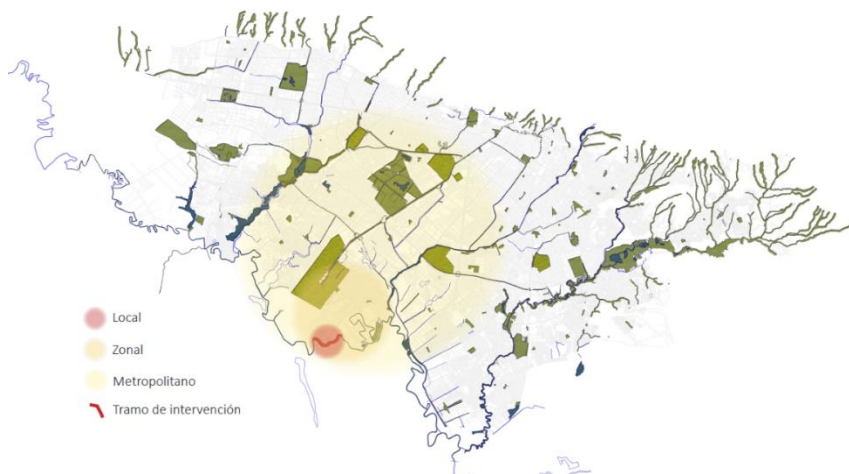 Local
Zonal
Metropolitano
Tramo de intervención